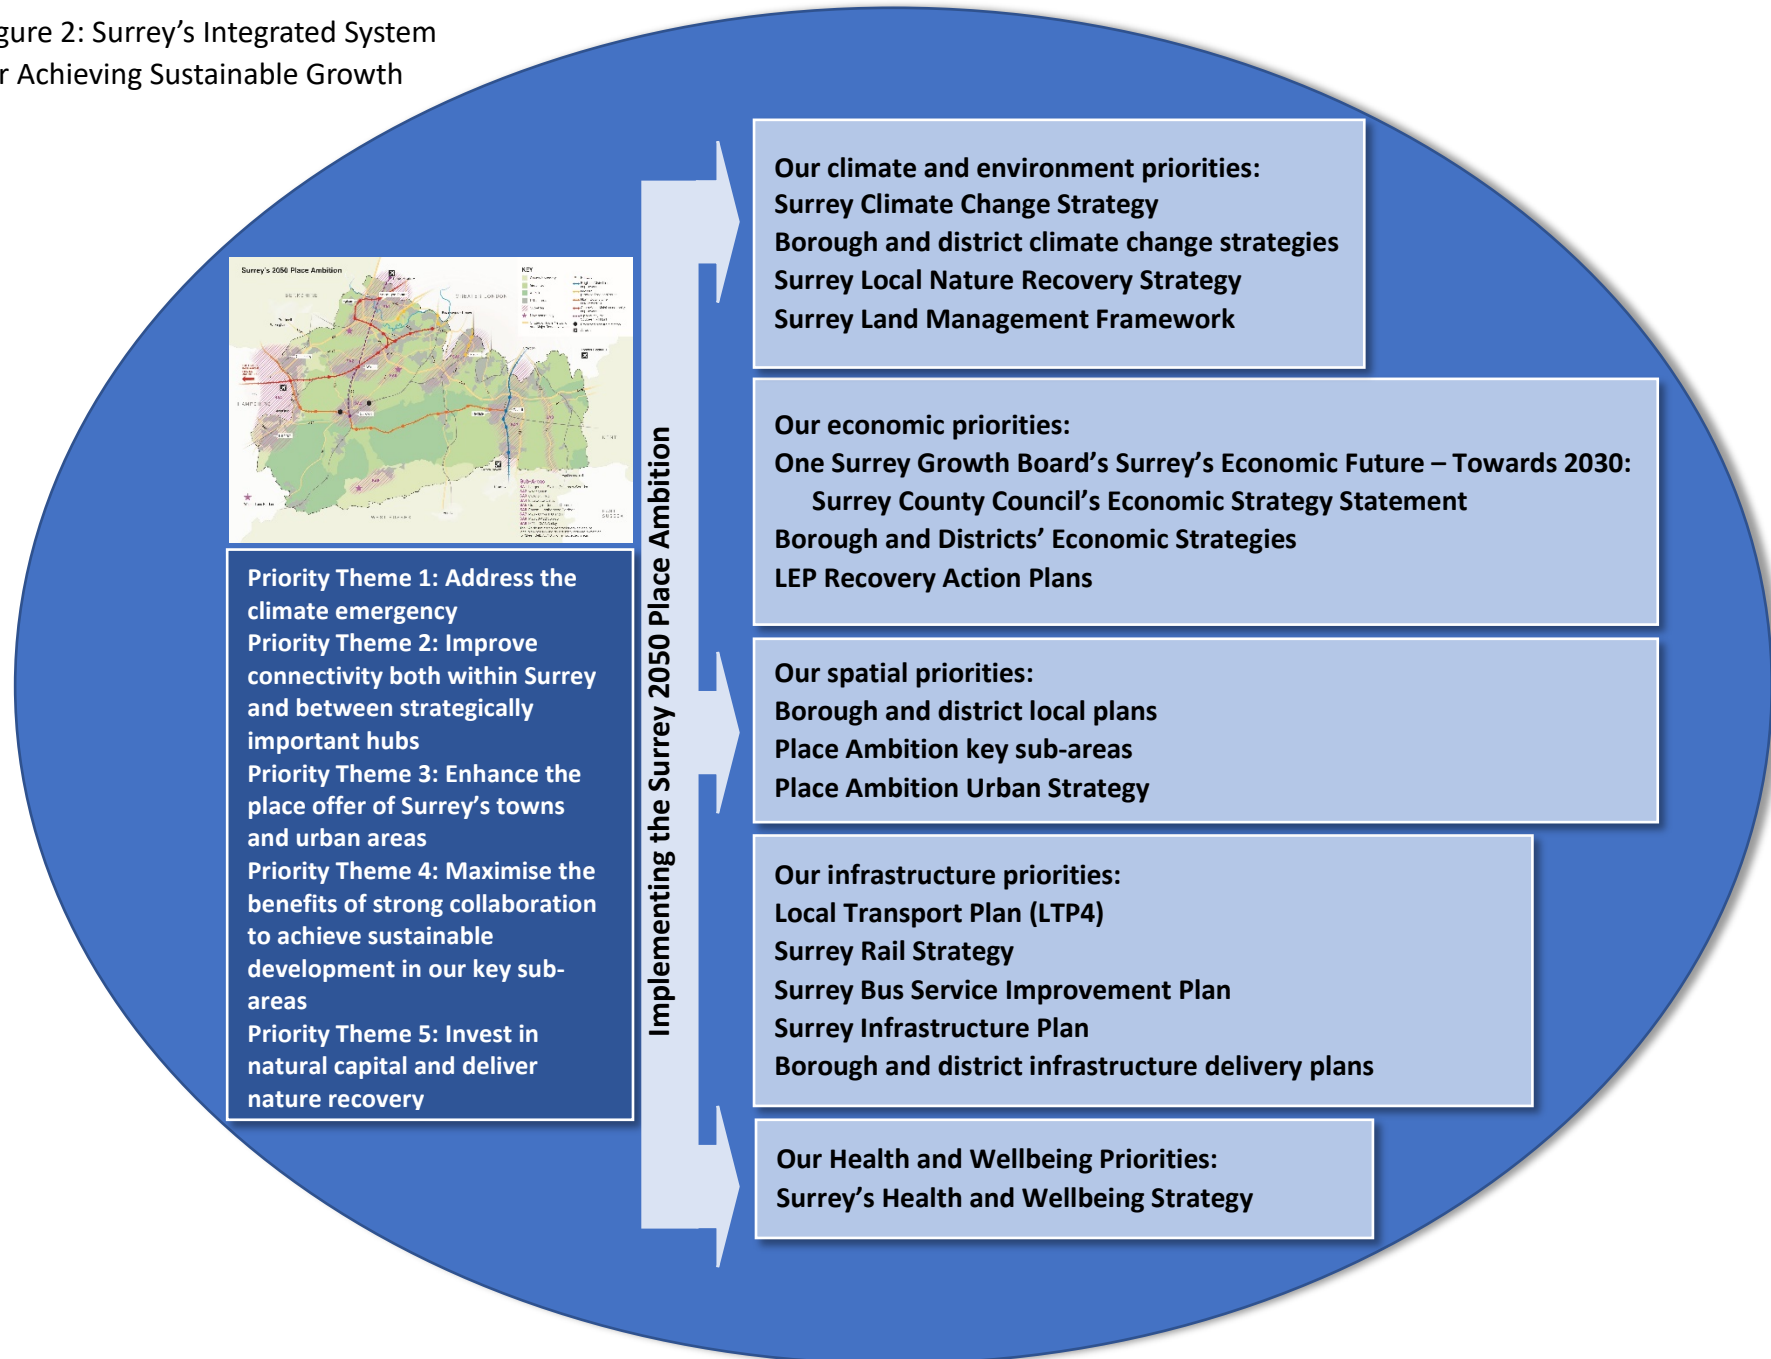 gure 2: Surrey’s Integrated System
r Achieving Sustainable Growth
Surrey's 2050 Place Ambition
KEY
GREATER LONDON
HAMPSHIRE
KENT
WEST SUSSEX
Priority Theme 1: Address the
climate emergency
Priority Theme 2: Improve
connectivity both within Surrey
and between strategically
important hubs
Priority Theme 3: Enhance the
place offer of Surrey’s towns
and urban areas
Priority Theme 4: Maximise the
benefits of strong collaboration
to achieve sustainable
development in our key sub-
areas
Priority Theme 5: Invest in
natural capital and deliver
nature recovery
Implementing the Surrey 2050 Place Ambition
Our climate and environment priorities:
Surrey Climate Change Strategy
Borough and district climate change strategies
Surrey Local Nature Recovery Strategy
Surrey Land Management Framework
Our economic priorities:
One Surrey Growth Board’s Surrey’s Economic Future – Towards 2030:
Surrey County Council’s Economic Strategy Statement
Borough and Districts’ Economic Strategies
LEP Recovery Action Plans
Our spatial priorities:
Borough and district local plans
Place Ambition key sub-areas
Place Ambition Urban Strategy
Our infrastructure priorities:
Local Transport Plan (LTP4)
Surrey Rail Strategy
Surrey Bus Service Improvement Plan
Surrey Infrastructure Plan
Borough and district infrastructure delivery plans
Our Health and Wellbeing Priorities:
Surrey’s Health and Wellbeing Strategy